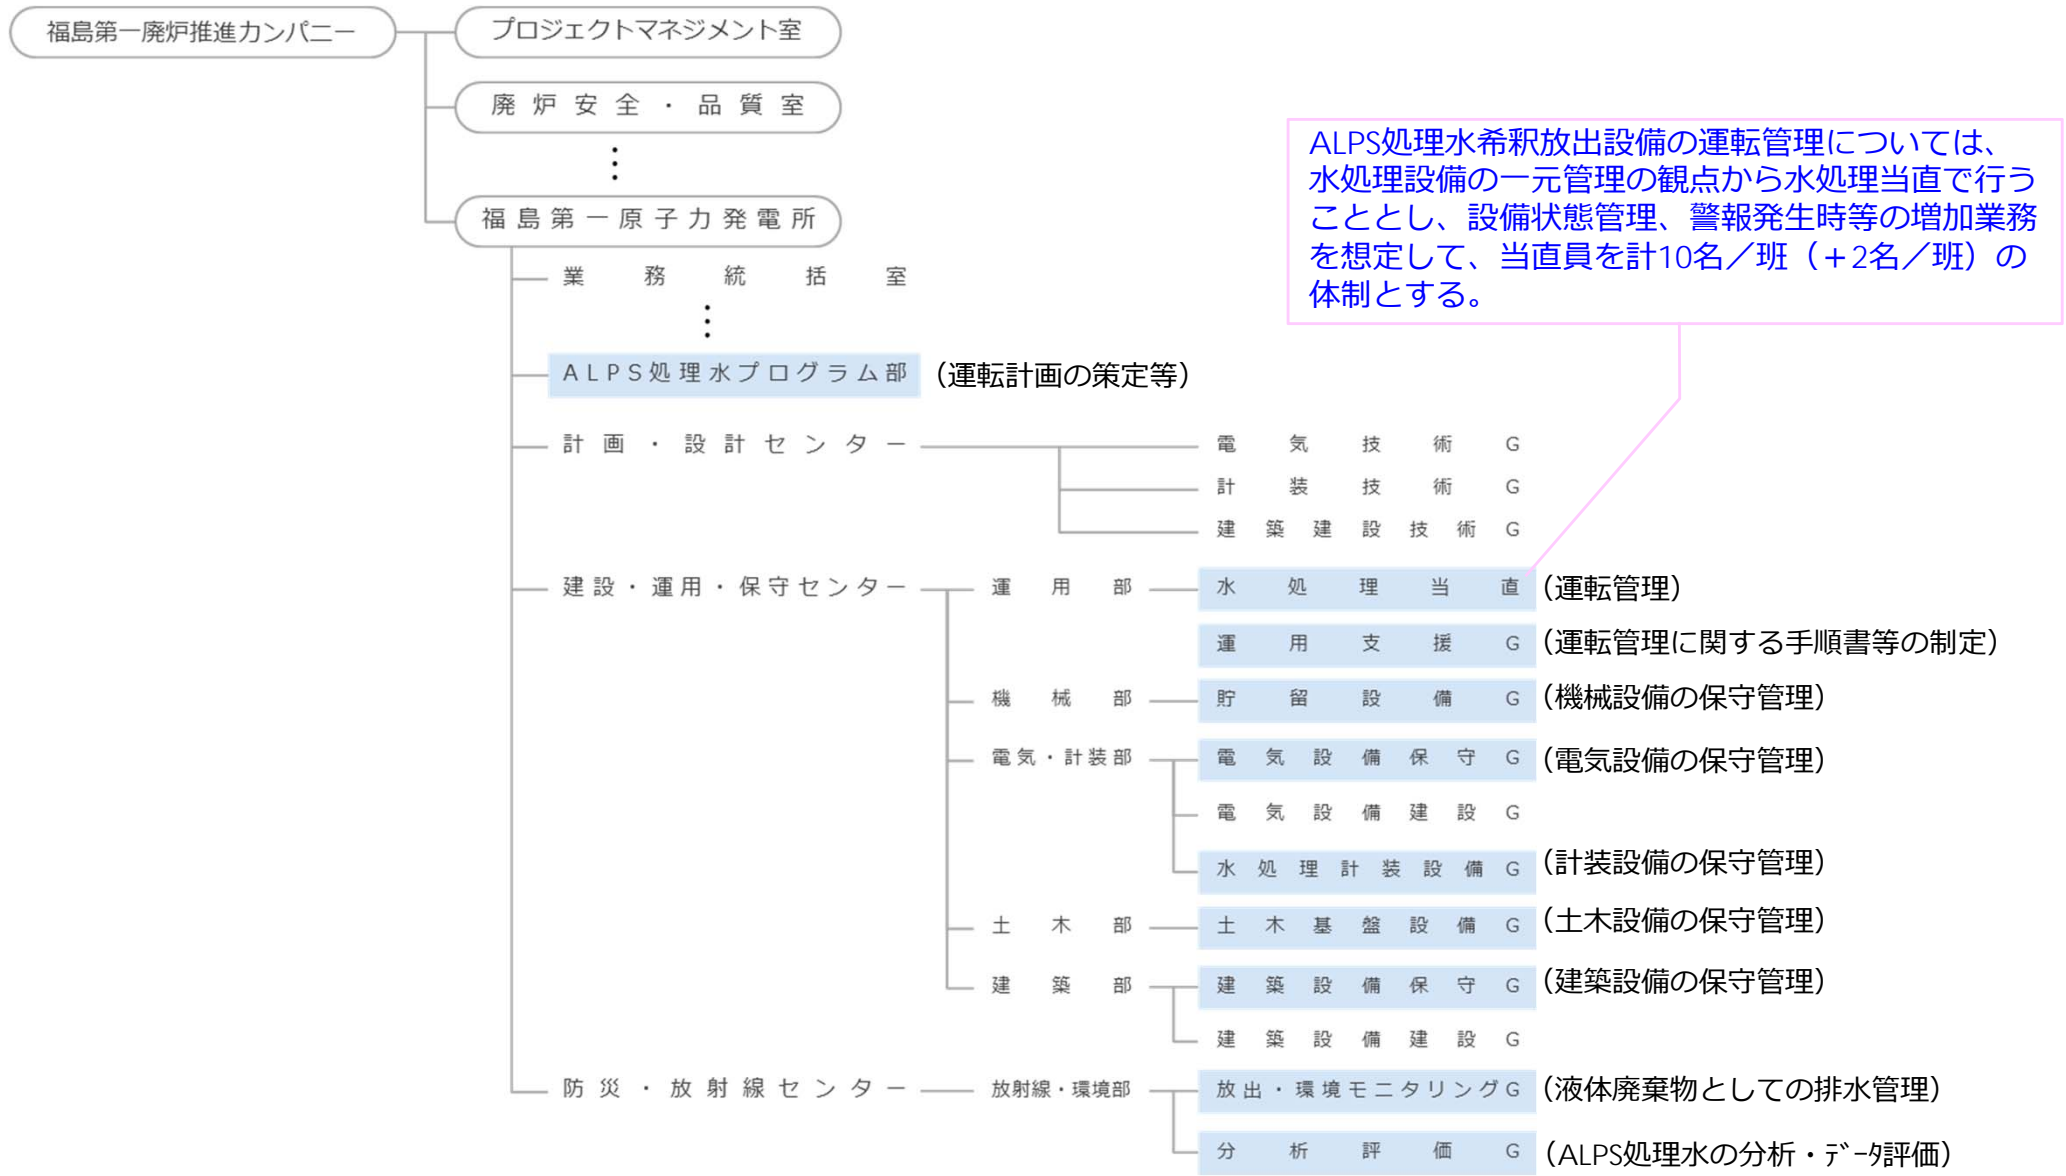 福島第一廃炉推進カンパニー
プロジェクトマネジメント室
廃炉安全・品質室
福島第一原子力発電所
業務統括室
ALPS処理水プログラム部 (運転計画の策定等)
ALPS処理水希釈放出設備の運転管理については、
水処理設備の一元管理の観点から水処理当直で行う
こととし、設備状態管理、警報発生時等の増加業務
を想定して、当直員を計10名／班（＋2名／班）の
体制とする。
計画・設計センター
電気技術G
計装技術G
建築建設技術G
建設・運用・保守センター
運用部
水処理当直 (運転管理)
運用支援G (運転管理に関する手順書等の制定)
機械部
貯留設備G (機械設備の保守管理)
電気・計装部
電気設備保守G (電気設備の保守管理)
電気設備建設G
水処理計装設備G (計装設備の保守管理)
土木部
土木基盤設備G (土木設備の保守管理)
建築部
建築設備保守G (建築設備の保守管理)
建築設備建設G
防災・放射線センター
放射線・環境部
放出・環境モニタリングG (液体廃棄物としての排水管理)
分析評価G (ALPS処理水の分析・ﾃﾞｰﾀ評価)